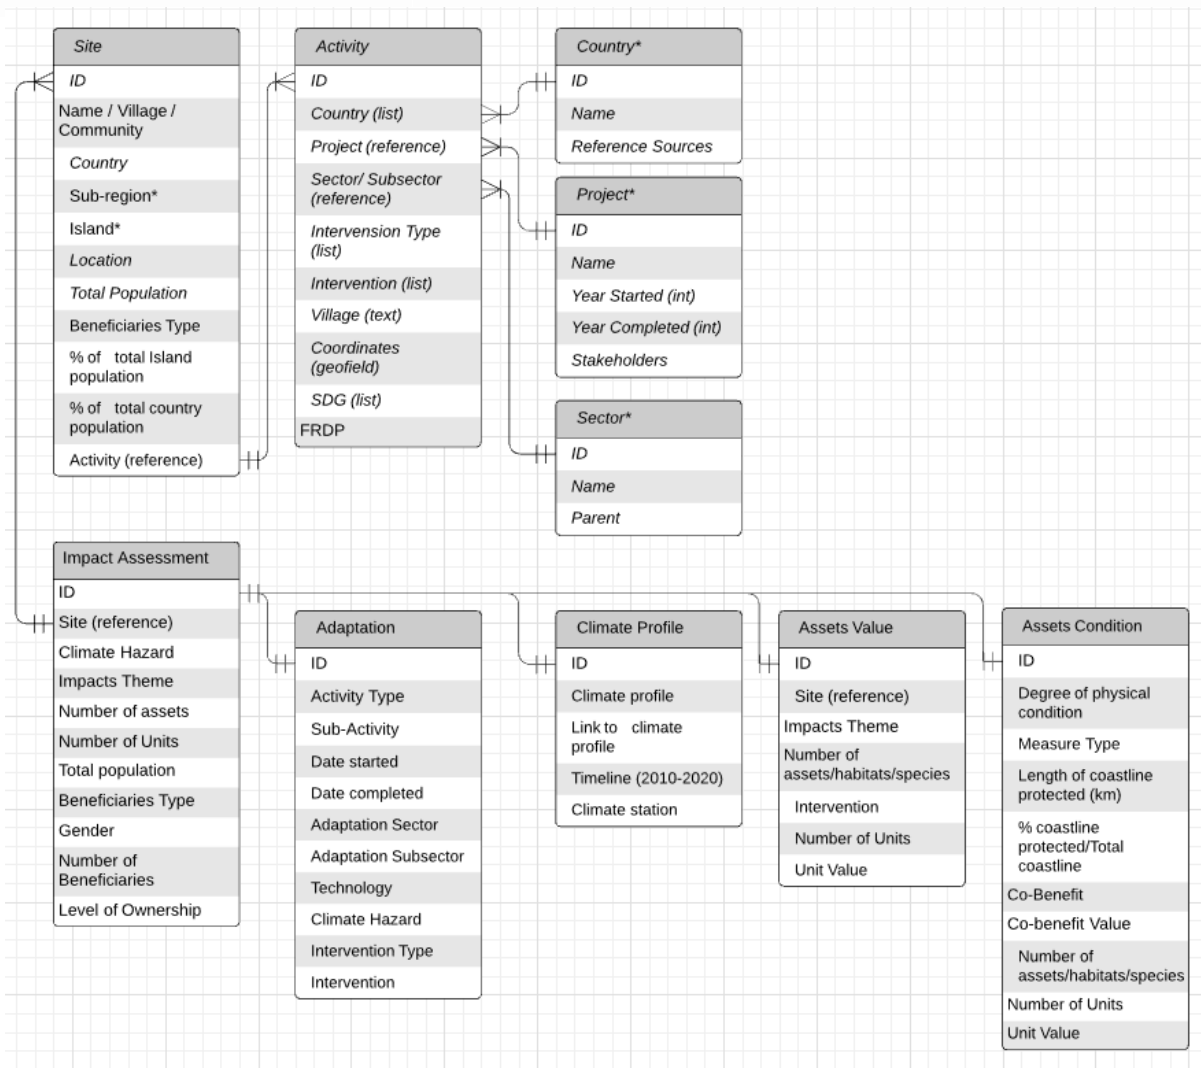 Site
ID
Name / Village /
Community
Country
Sub-region*
Island*
Location
Total Population
Beneficiaries Type
% of total Island
population
% of total country
population
Activity (reference)
Activity
ID
Country (list)
Project (reference)
Sector/ Subsector
(reference)
Intervension Type
(list)
Intervention (list)
Village (text)
Coordinates
(geofield)
SDG (list)
FRDP
Country*
ID
Name
Reference Sources
Project*
ID
Name
Year Started (int)
Year Completed (int)
Stakeholders
Sector*
ID
Name
Parent
Impact Assessment
ID
Site (reference)
Climate Hazard
Impacts Theme
Number of assets
Number of Units
Total population
Beneficiaries Type
Gender
Number of
Beneficiaries
Level of Ownership
Adaptation
ID
Activity Type
Sub-Activity
Date started
Date completed
Adaptation Sector
Adaptation Subsector
Technology
Climate Hazard
Intervention Type
Intervention
Climate Profile
ID
Climate profile
Link to climate
profile
Timeline (2010-2020)
Climate station
Assets Value
ID
Site (reference)
Impacts Theme
Number of
assets/habitats/species
Intervention
Number of Units
Unit Value
Assets Condition
ID
Degree of physical
condition
Measure Type
Length of coastline
protected (km)
% coastline
protected/Total
coastline
Co-Benefit
Co-benefit Value
Number of
assets/habitats/species
Number of Units
Unit Value